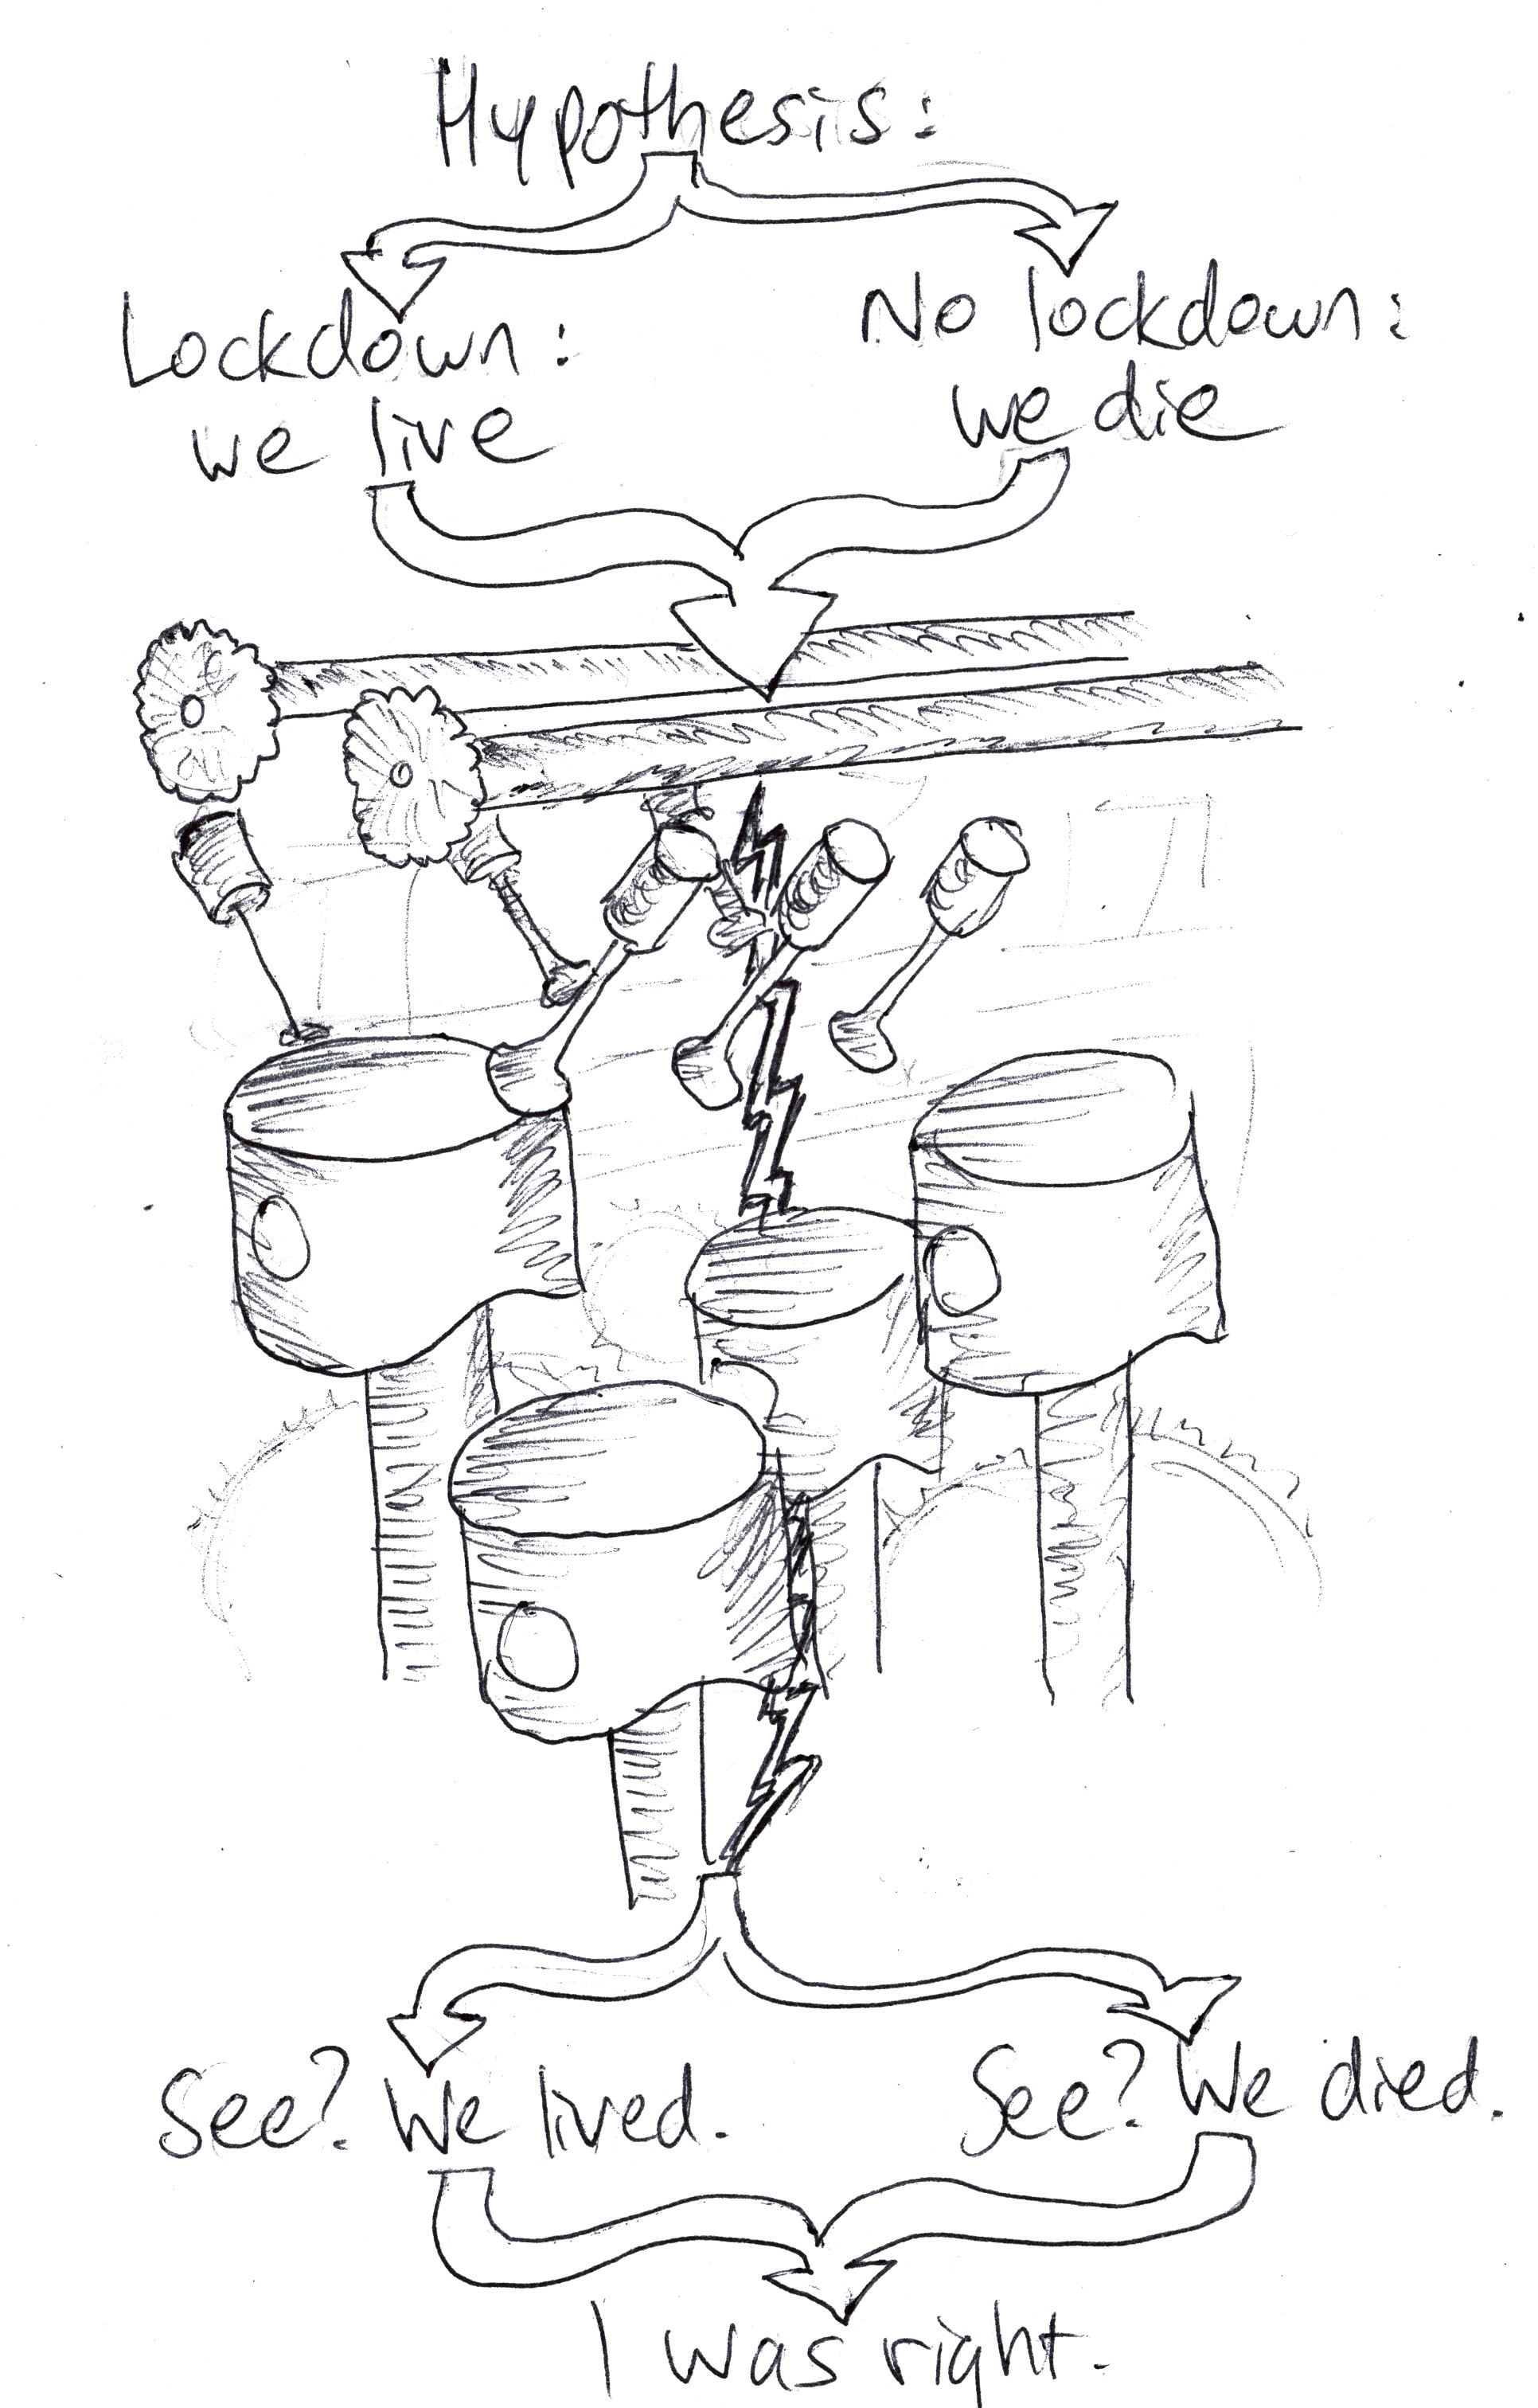 Hypothesis:
Lockdown:
we live
No lockdown:
we die
See? We lived.
See? We died.
I was right.